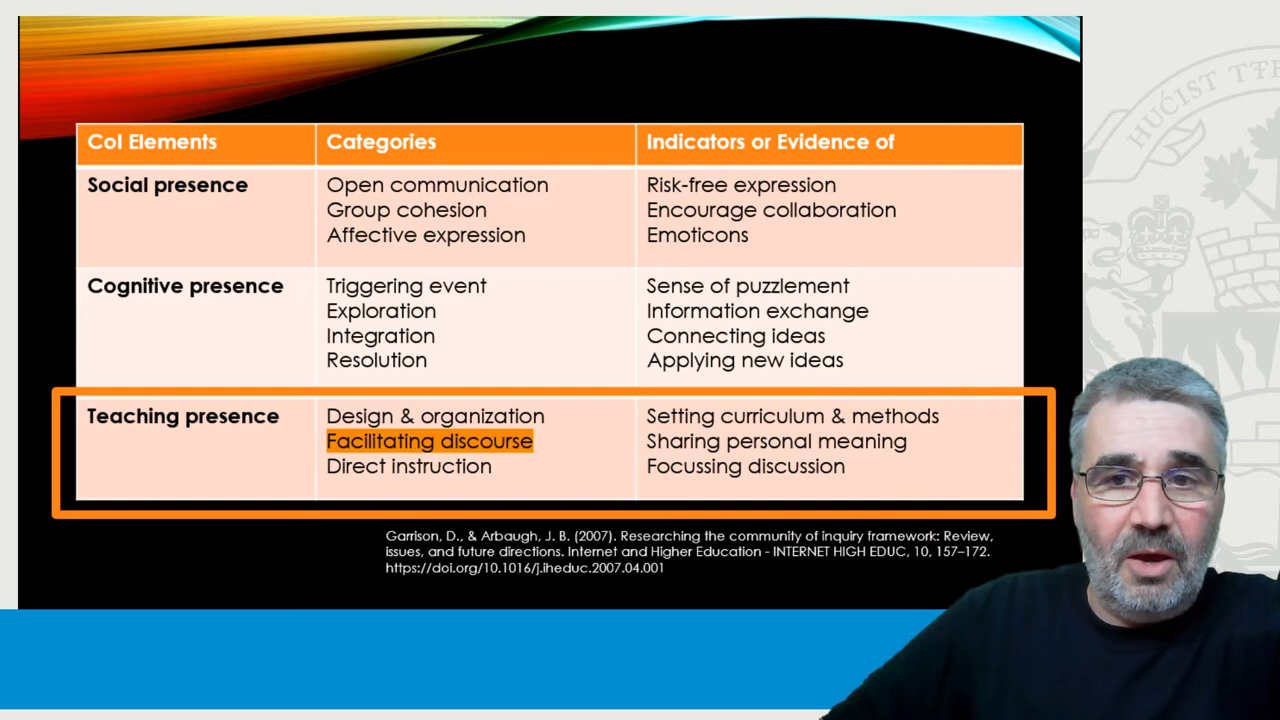 CoI Elements
Categories
Indicators or Evidence of
Social presence
Open communication
Group cohesion
Affective expression
Risk-free expression
Encourage collaboration
Emoticons
Cognitive presence
Triggering event
Exploration
Integration
Resolution
Sense of puzzlement
Information exchange
Connecting ideas
Applying new ideas
Teaching presence
Design & organization
Facilitating discourse
Direct instruction
Setting curriculum & methods
Sharing personal meaning
Focussing discussion
Garrison, D., & Arbaugh, J. B. (2007). Researching the community of inquiry framework: Review,
issues, and future directions. Internet and Higher Education - INTERNET HIGH EDUC, 10, 157–172.
https://doi.org/10.1016/j.iheduc.2007.04.001